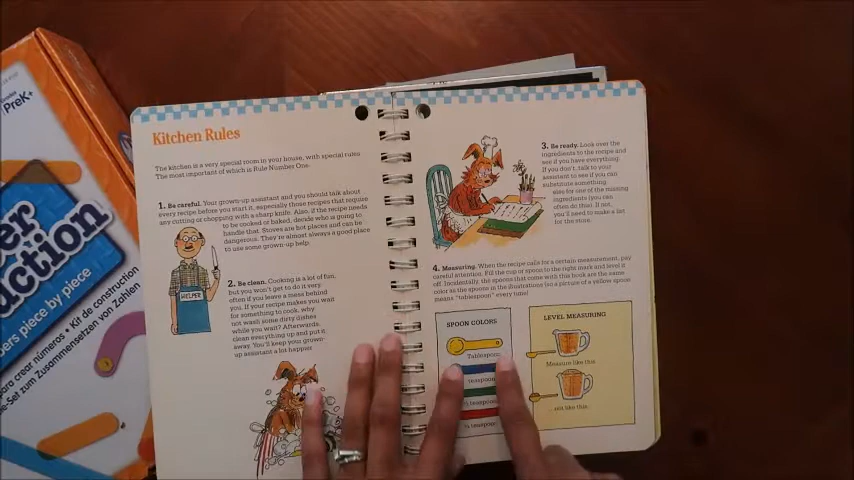 Kitchen Rules
The kitchen is a very special room in your house, with special rules.
The most important of which is Rule Number One.
1. Be careful. Your grown-up assistant and you should talk about
every recipe before you start it, especially those recipes that require
any cutting or chopping with a sharp knife. Also, if the recipe needs
to be cooked or baked, decide who is going to
handle that. Stoves are hot places and can be
dangerous. They're almost always a good place
to use some grown-up help.
HELPER
2. Be clean. Cooking is a lot of fun,
but you won't get to do it very
often if you leave a mess behind
you. If your recipe makes you wait
for something to cook, why
not wash some dirty dishes
while you wait? Afterwards,
clean everything up and put it
away. You'll keep your grown-
up assistant a lot happier.
3. Be ready. Look over the
ingredients to the recipe and
see if you have everything.
If you don't, talk to your
assistant to see if you can
substitute something
else for one of the missing
ingredients (you can
often do this). If not,
you'll need to make a list
for the store.
4. Measuring. When the recipe calls for a certain measurement, pay
careful attention. Fill the cup or spoon to the right mark and level it
off. Incidentally, the spoons that come with this book are the same
color as the spoons in the illustrations (so a picture of a yellow spoon
means "tablespoon" every time).
SPOON COLORS
Tablespoon
teaspoon
½ teaspoon
LEVEL MEASURING
Measure like this...
...not like this.
PreK+
Construction
piece by piece
Kit de construction